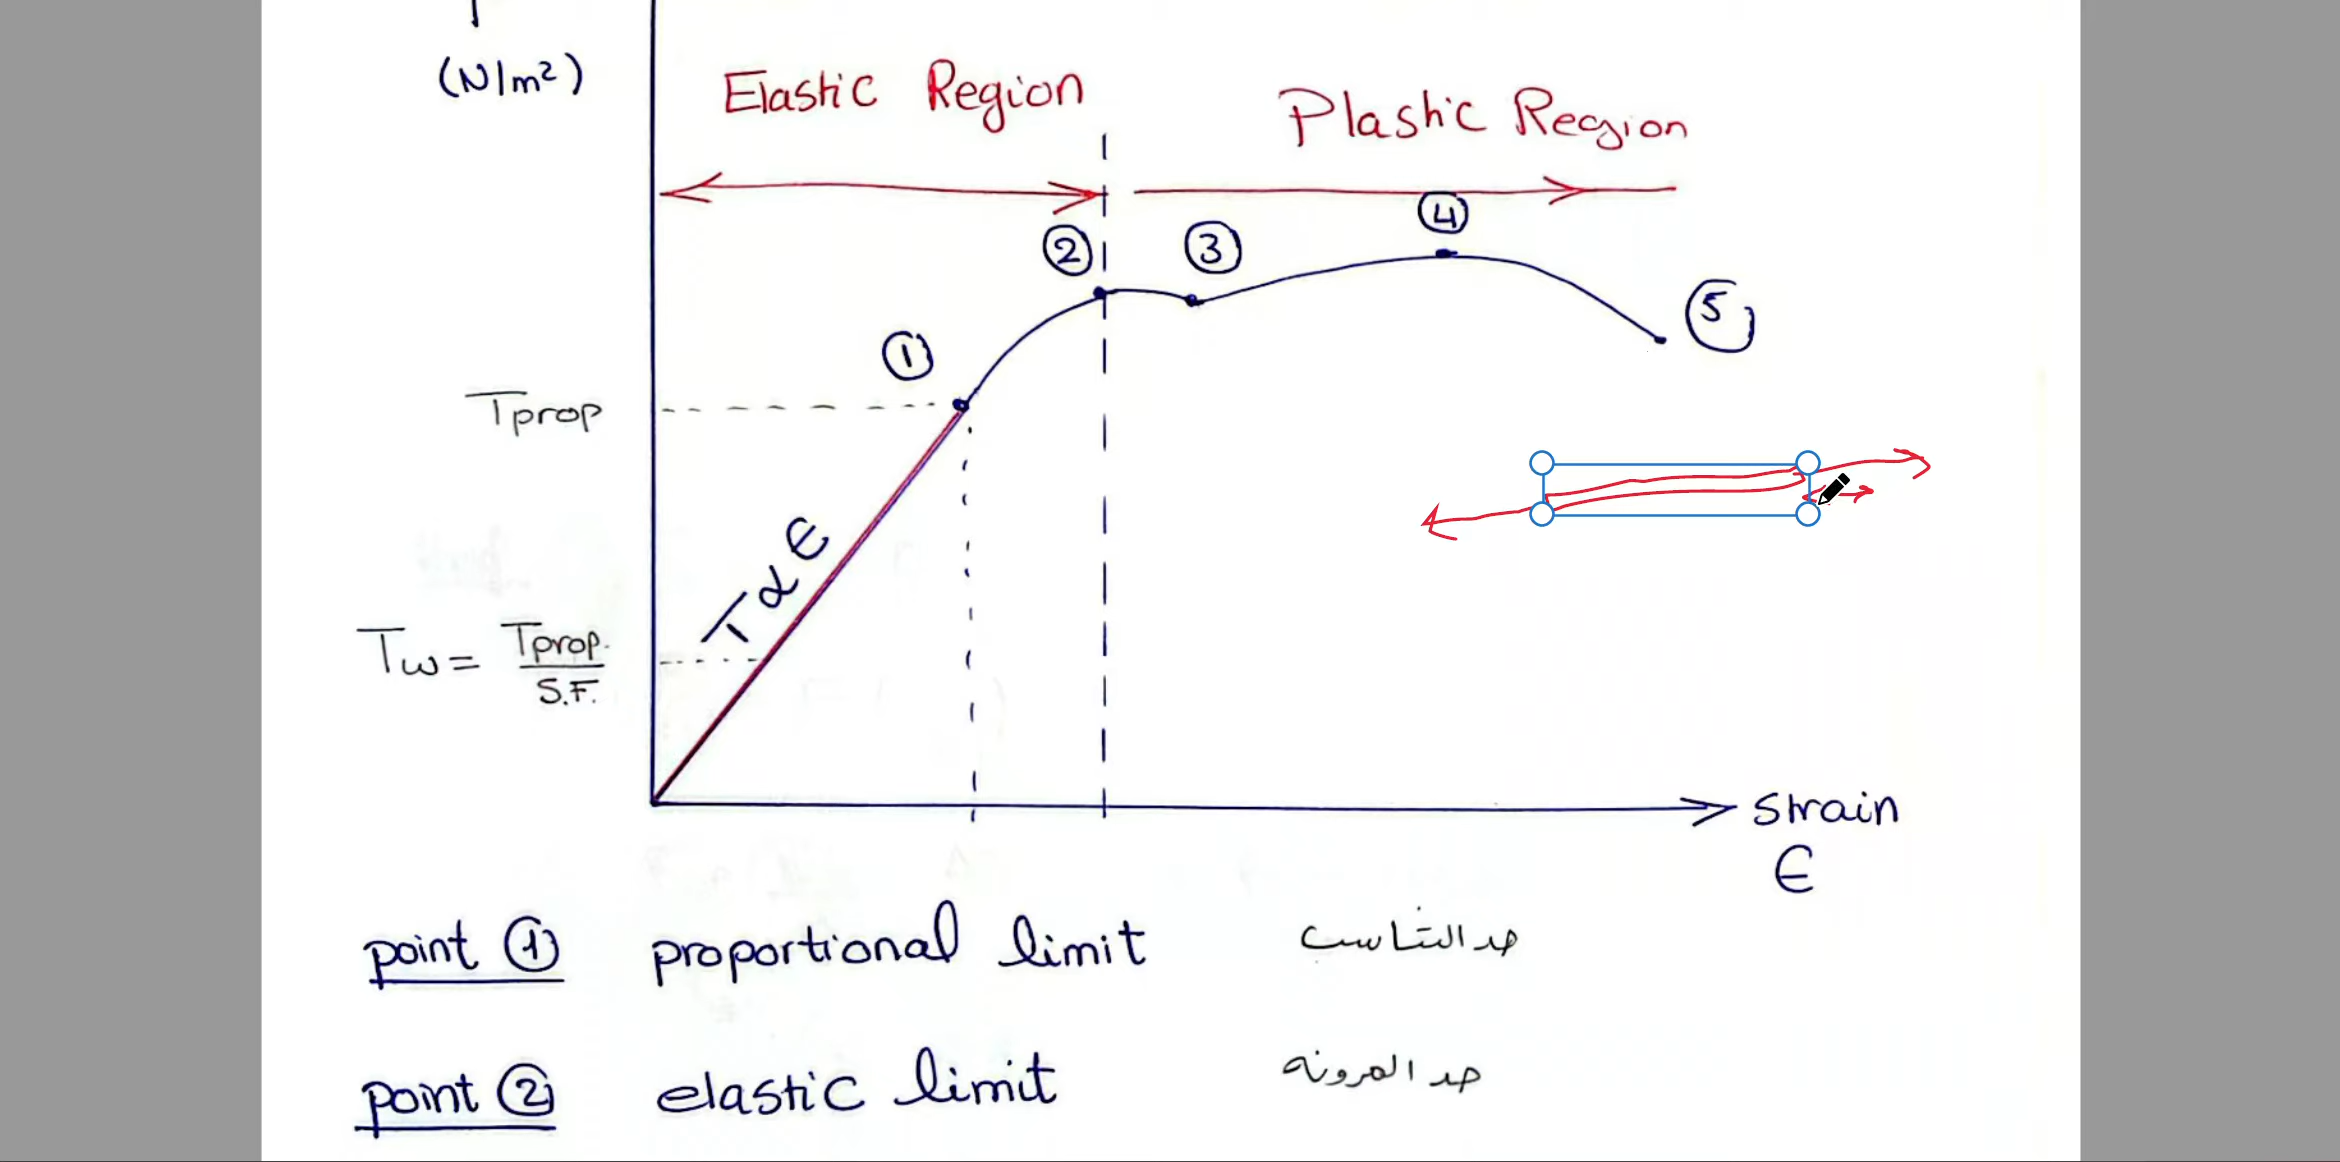 (N/m²)
Elastic Region
Plastic Region
④
② ③
⑤
①
Tprop
T α ϵ
Tw = Tprop. / S.F.
strain
ϵ
point ① proportional limit حد التناسب
point ② elastic limit حد المرونه